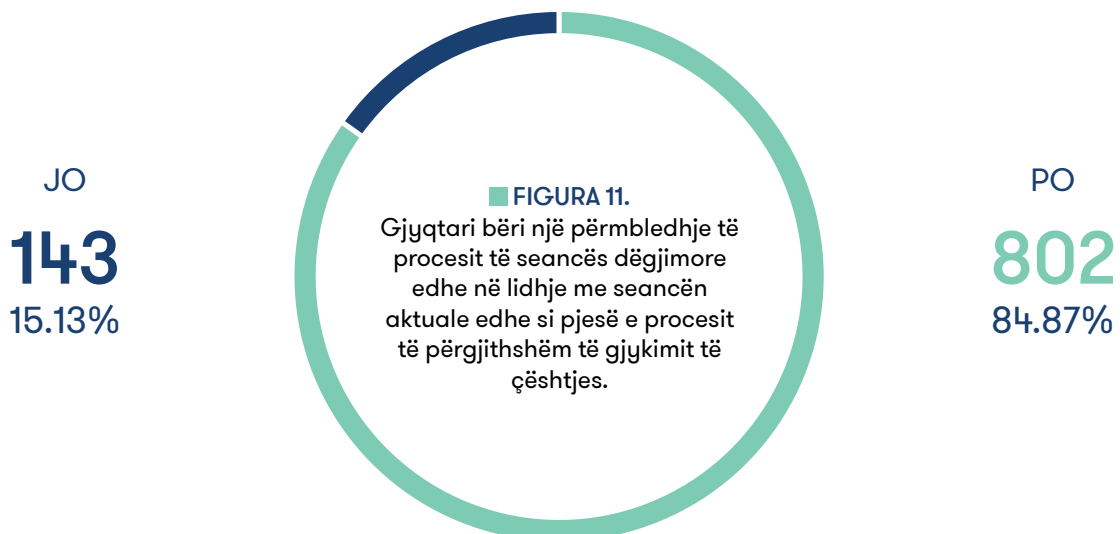 JO
143
15.13%
FIGURA 11.
Gjyqtari bëri një përmbledhje të
procesit të seancës dëgjimore
edhe në lidhje me seancën
aktuale edhe si pjesë e procesit
të përgjithshëm të gjykimit të
çështjes.
PO
802
84.87%